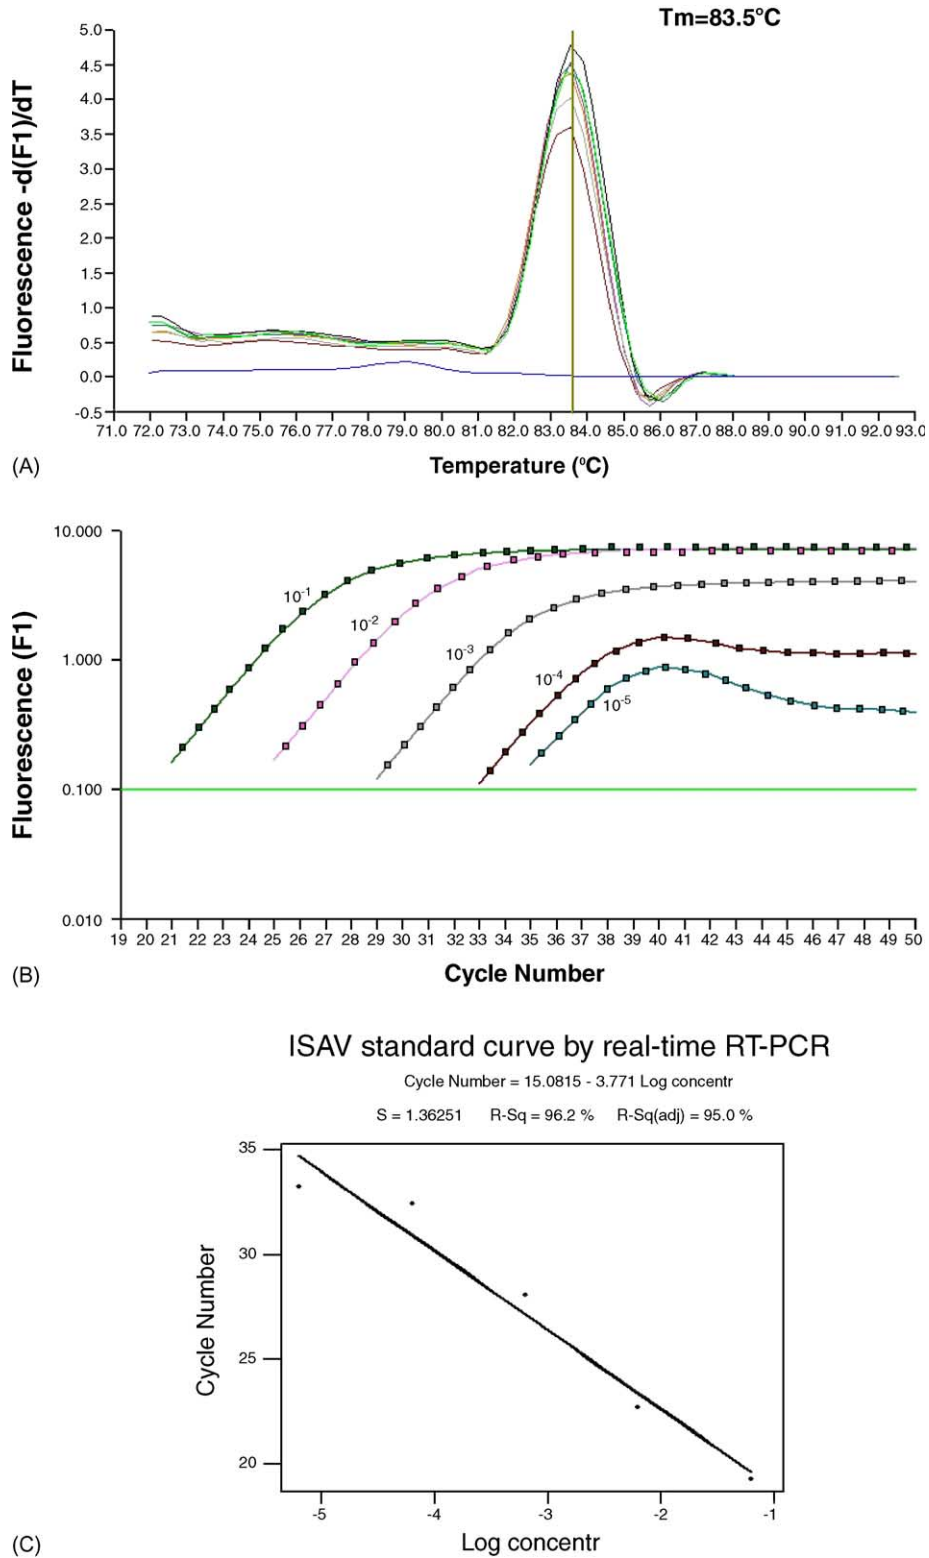 Tm=83.5°C
5.0
4.5
4.0
3.5
3.0
2.5
2.0
1.5
1.0
0.5
0.0
-0.5
Fluorescence -d(F1)/dT
71.0 72.0 73.0 74.0 75.0 76.0 77.0 78.0 79.0 80.0 81.0 82.0 83.0 84.0 85.0 86.0 87.0 88.0 89.0 90.0 91.0 92.0 93.0
(A)
Temperature (°C)
10.000
1.000
0.100
0.010
Fluorescence (F1)
10-1
10-2
10-3
10-4
10-5
19 20 21 22 23 24 25 26 27 28 29 30 31 32 33 34 35 36 37 38 39 40 41 42 43 44 45 46 47 48 49 50
(B)
Cycle Number
ISAV standard curve by real-time RT-PCR
Cycle Number = 15.0815 - 3.771 Log concentr
S = 1.36251 R-Sq = 96.2 % R-Sq(adj) = 95.0 %
35
30
25
20
Cycle Number
-5 -4 -3 -2 -1
(C)
Log concentr